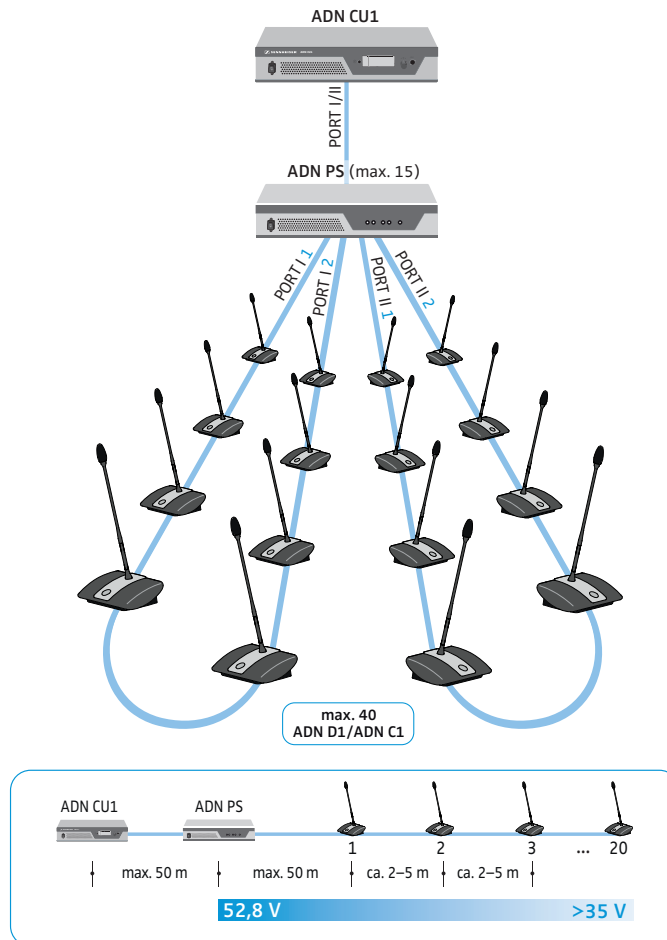 ADN CU1
SENNHEISER
PORT I/II
ADN PS (max. 15)
PORT I 1
PORT I 2
PORT II 1
PORT II 2
max. 40
ADN D1/ADN C1
ADN CU1
ADN PS
1 2 3 ... 20
max. 50 m max. 50 m ca. 2–5 m ca. 2–5 m
52,8 V >35 V